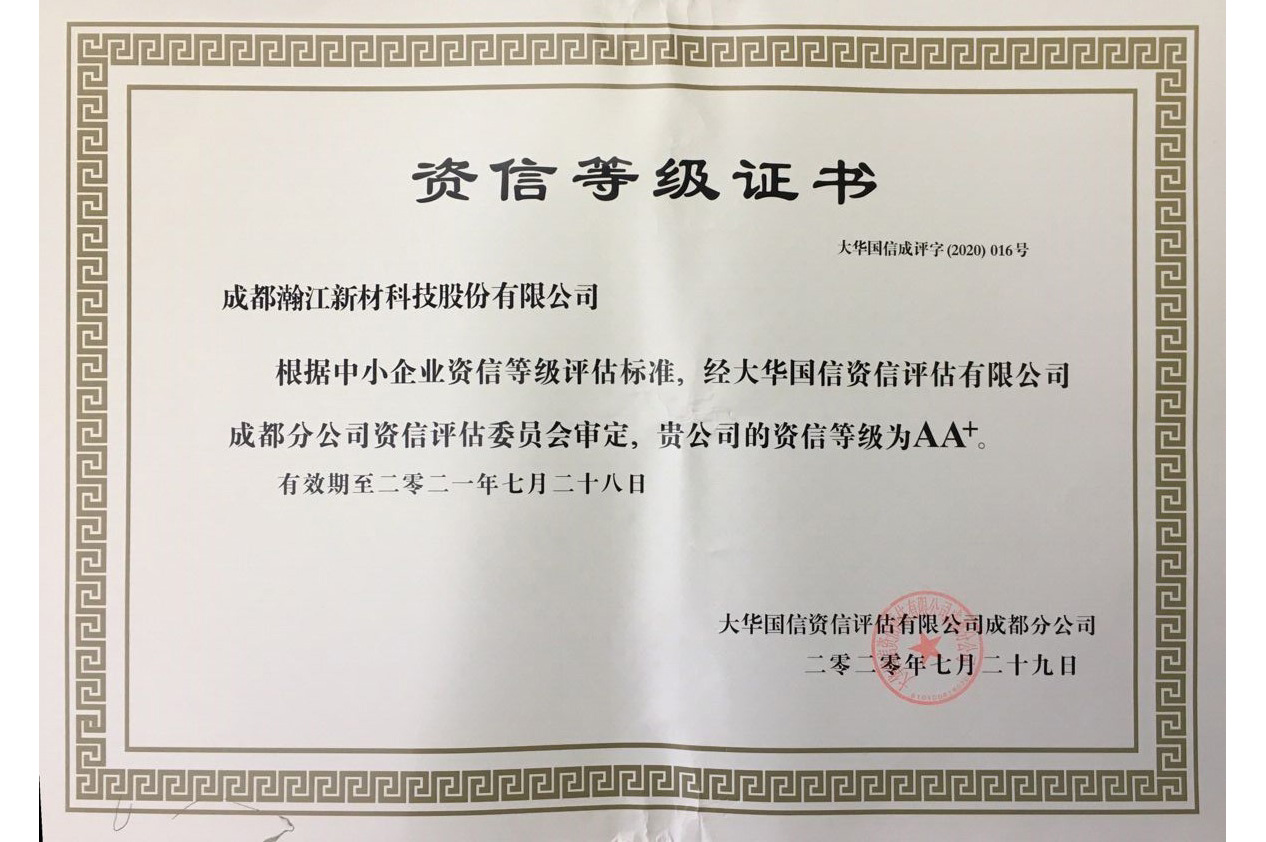 资信等级证书
大华国信成评字(2020) 016号
成都瀚江新材科技股份有限公司
根据中小企业资信等级评估标准，经大华国信资信评估有限公司
成都分公司资信评估委员会审定，贵公司的资信等级为AA+。
有效期至二零二一年七月二十八日
大华国信资信评估有限公司成都分公司
二零二零年七月二十九日